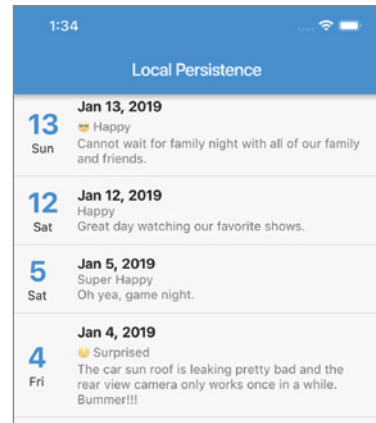 1:34
Local Persistence
Jan 13, 2019
13
😎 Happy
Sun
Cannot wait for family night with all of our family
and friends.
Jan 12, 2019
12
Happy
Sat
Great day watching our favorite shows.
Jan 5, 2019
5
Super Happy
Sat
Oh yea, game night.
Jan 4, 2019
4
Surprised
Fri
The car sun roof is leaking pretty bad and the
rear view camera only works once in a while.
Bummer!!!